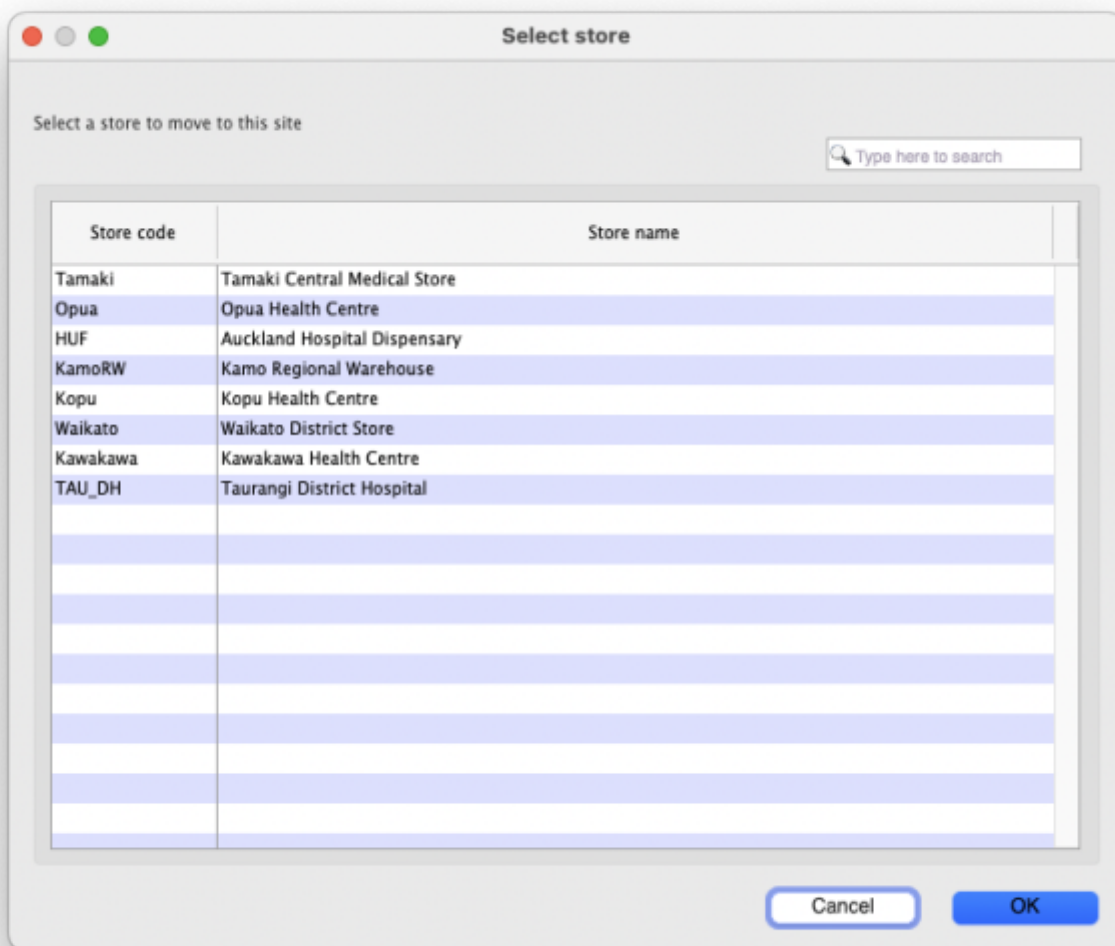 Select store
Select a store to move to this site
Type here to search
Store code Store name
Tamaki Tamaki Central Medical Store
Opua Opua Health Centre
HUF Auckland Hospital Dispensary
KamoRW Kamo Regional Warehouse
Kopu Kopu Health Centre
Waikato Waikato District Store
Kawakawa Kawakawa Health Centre
TAU_DH Taurangi District Hospital
Cancel OK